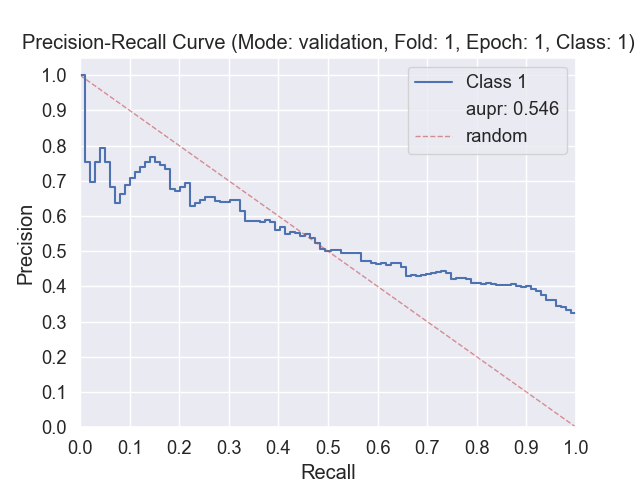 Precision-Recall Curve (Mode: validation, Fold: 1, Epoch: 1, Class: 1)
1.0
0.9
0.8
0.7
0.6
0.5
0.4
0.3
0.2
0.1
0.0
Precision
Class 1
aupr: 0.546
random
0.0 0.1 0.2 0.3 0.4 0.5 0.6 0.7 0.8 0.9 1.0
Recall